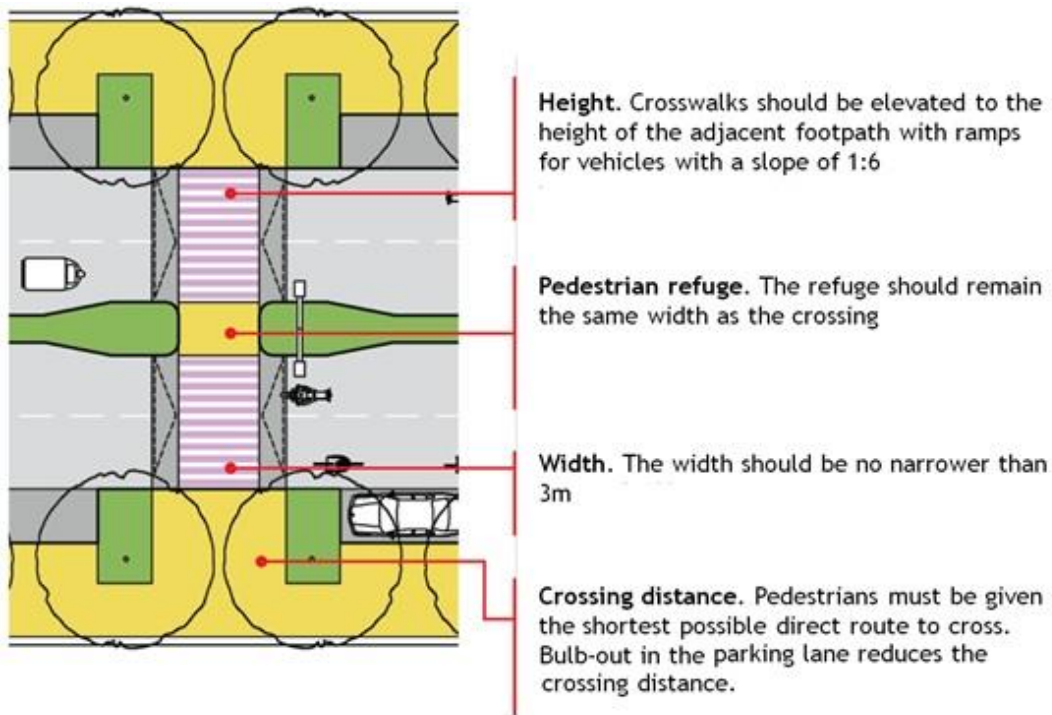 Height. Crosswalks should be elevated to the
height of the adjacent footpath with ramps
for vehicles with a slope of 1:6
Pedestrian refuge. The refuge should remain
the same width as the crossing
Width. The width should be no narrower than
3m
Crossing distance. Pedestrians must be given
the shortest possible direct route to cross.
Bulb-out in the parking lane reduces the
crossing distance.